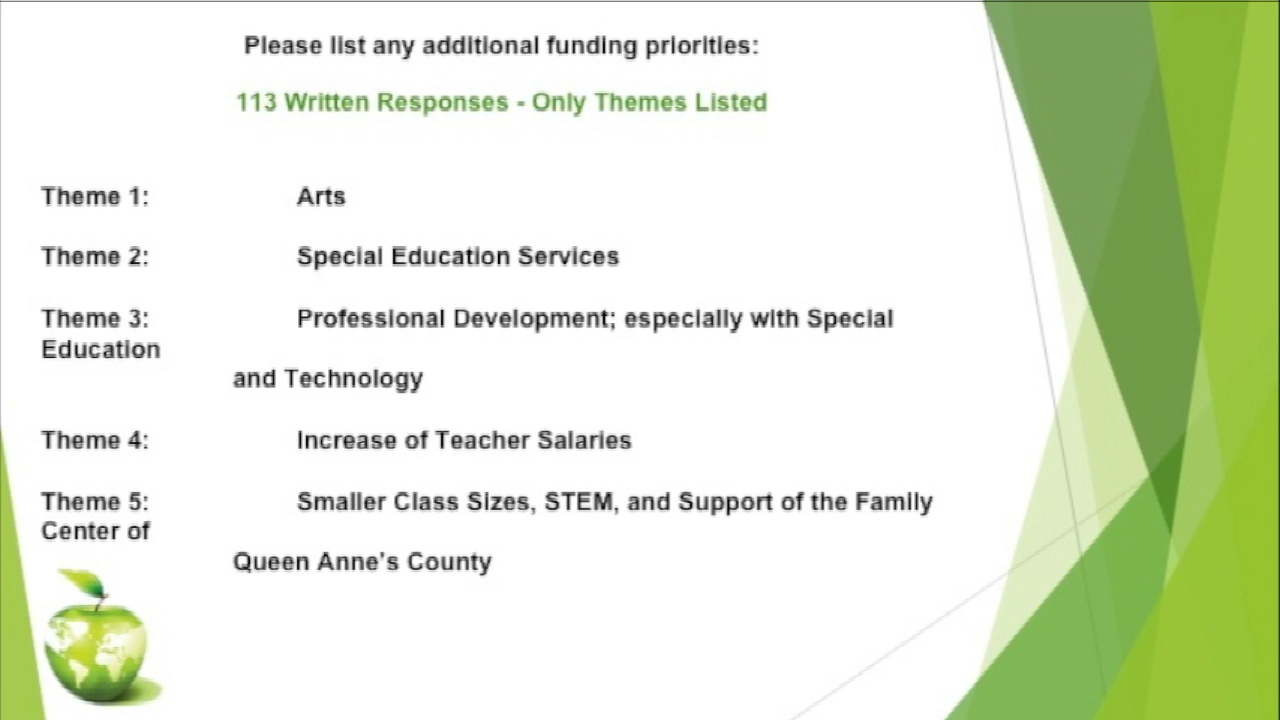 Please list any additional funding priorities:
113 Written Responses - Only Themes Listed
Theme 1: Arts
Theme 2: Special Education Services
Theme 3: Professional Development; especially with Special
Education
and Technology
Theme 4: Increase of Teacher Salaries
Theme 5: Smaller Class Sizes, STEM, and Support of the Family
Center of
Queen Anne's County